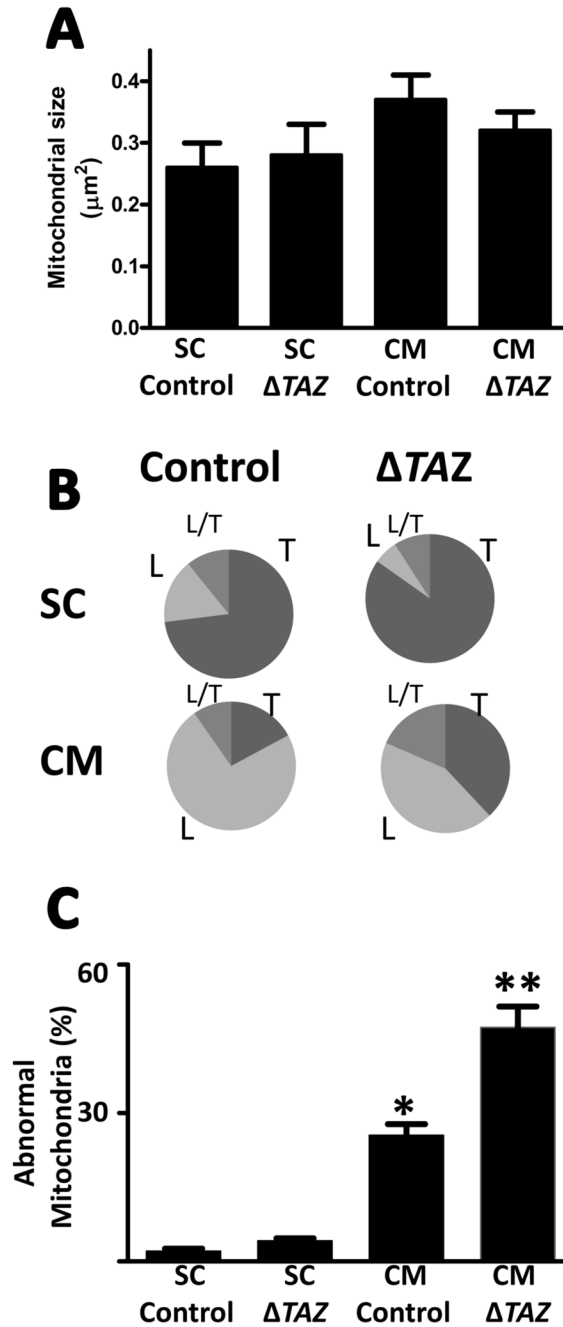 A
Mitochondrial size
(μm²)
0.4
0.3
0.2
0.1
0.0
SC SC CM CM
Control ΔTAZ Control ΔTAZ
B
Control ΔTAZ
SC
L/T
L
T
L/T
L
T
CM
L/T
T
L
L/T
T
L
C
Abnormal
Mitochondria (%)
60
30
*
**
SC SC CM CM
Control ΔTAZ Control ΔTAZ